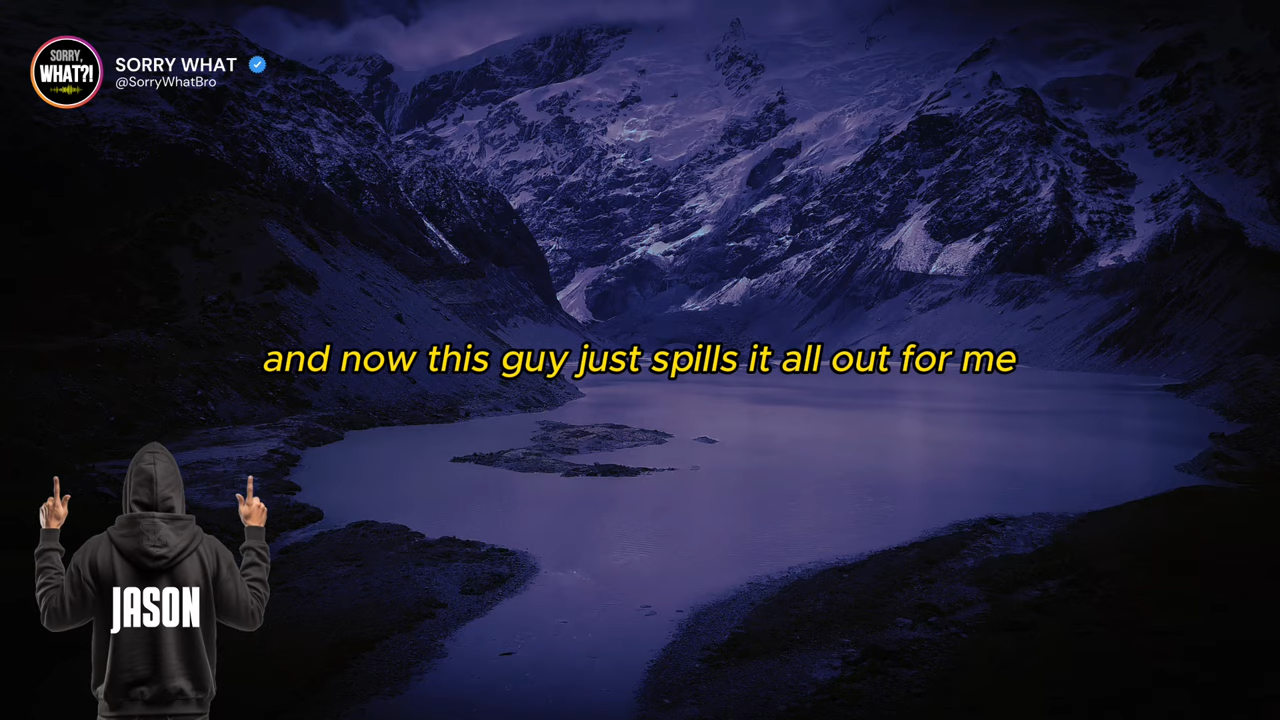 SORRY,
WHAT?!
SORRY WHAT
@SorryWhatBro
and now this guy just spills it all out for me
JASON